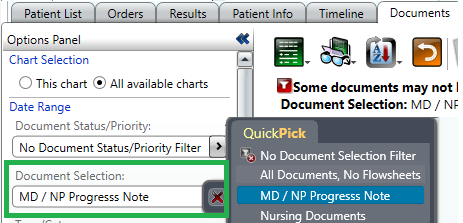 Patient List Orders Results Patient Info Timeline Documents
Options Panel
Chart Selection
This chart All available charts
Date Range
Document Status/Priority:
No Document Status/Priority Filter
Document Selection:
MD / NP Progresss Note
Some documents may not
Document Selection: MD / NP
QuickPick
No Document Selection Filter
All Documents, No Flowsheets
MD / NP Progresss Note
Nursing Documents